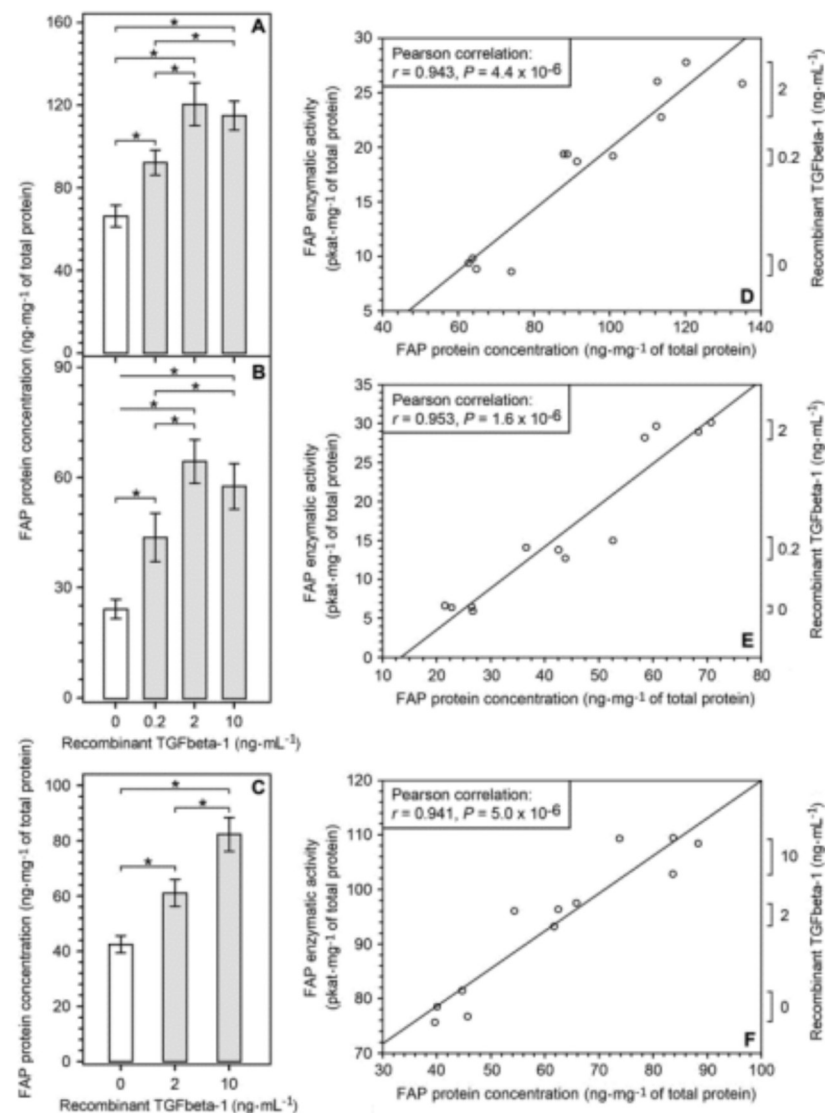 A
160
120
80
40
0
* * * * *
FAP protein concentration (ng·mg⁻¹ of total protein)
B
90
60
30
0
* * * * *
0 0.2 2 10
Recombinant TGFbeta-1 (ng·mL⁻¹)
C
100
80
60
40
20
0
* * *
FAP protein concentration (ng·mg⁻¹ of total protein)
0 2 10
Recombinant TGFbeta-1 (ng·mL⁻¹)
Pearson correlation:
r = 0.943, P = 4.4 x 10⁻⁶
30
25
20
15
10
5
FAP enzymatic activity
(pkat·mg⁻¹ of total protein)
2
0.2
0
Recombinant TGFbeta-1 (ng·mL⁻¹)
D
40 60 80 100 120 140
FAP protein concentration (ng·mg⁻¹ of total protein)
Pearson correlation:
r = 0.953, P = 1.6 x 10⁻⁶
35
30
25
20
15
10
5
0
FAP enzymatic activity
(pkat·mg⁻¹ of total protein)
2
0.2
0
Recombinant TGFbeta-1 (ng·mL⁻¹)
E
10 20 30 40 50 60 70 80
FAP protein concentration (ng·mg⁻¹ of total protein)
Pearson correlation:
r = 0.941, P = 5.0 x 10⁻⁶
120
110
100
90
80
70
FAP enzymatic activity
(pkat·mg⁻¹ of total protein)
10
2
0
Recombinant TGFbeta-1 (ng·mL⁻¹)
F
30 40 50 60 70 80 90 100
FAP protein concentration (ng·mg⁻¹ of total protein)